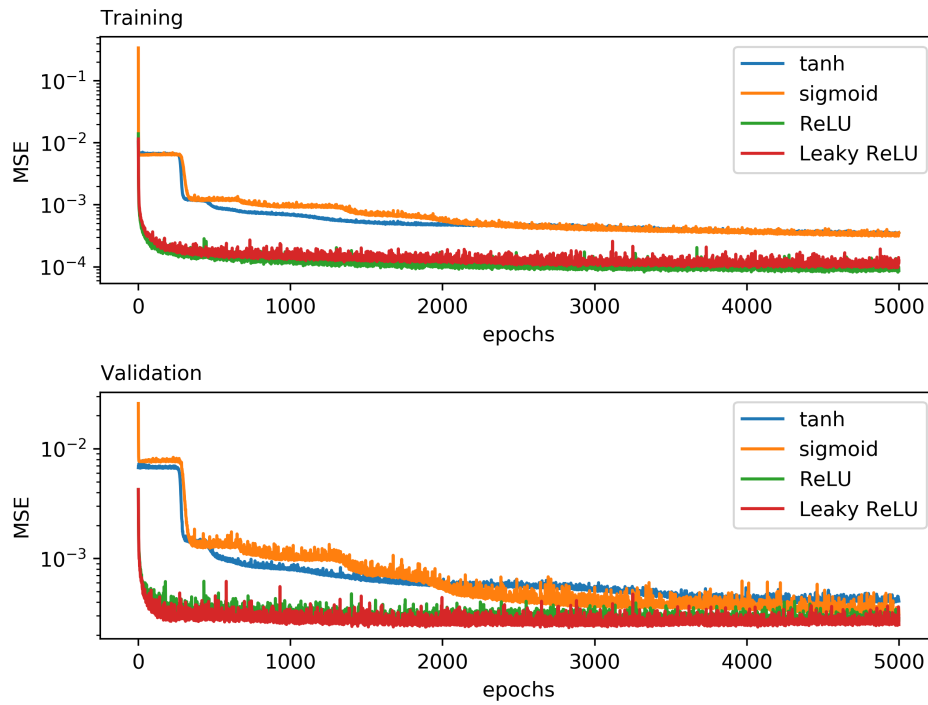 Training
MSE
10⁻¹
10⁻²
10⁻³
10⁻⁴
tanh
sigmoid
ReLU
Leaky ReLU
0 1000 2000 3000 4000 5000
epochs
Validation
MSE
10⁻²
10⁻³
tanh
sigmoid
ReLU
Leaky ReLU
0 1000 2000 3000 4000 5000
epochs